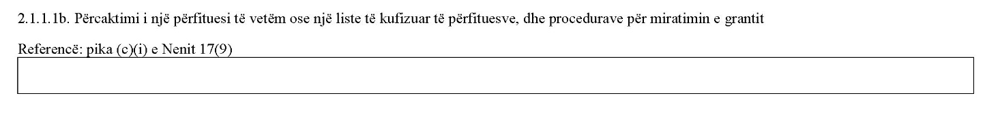 2.1.1.1b. Përcaktimi i një përfituesi të vetëm ose një liste të kufizuar të përfituesve, dhe procedurave për miratimin e grantit
Referencë: pika (c)(i) e Nenit 17(9)